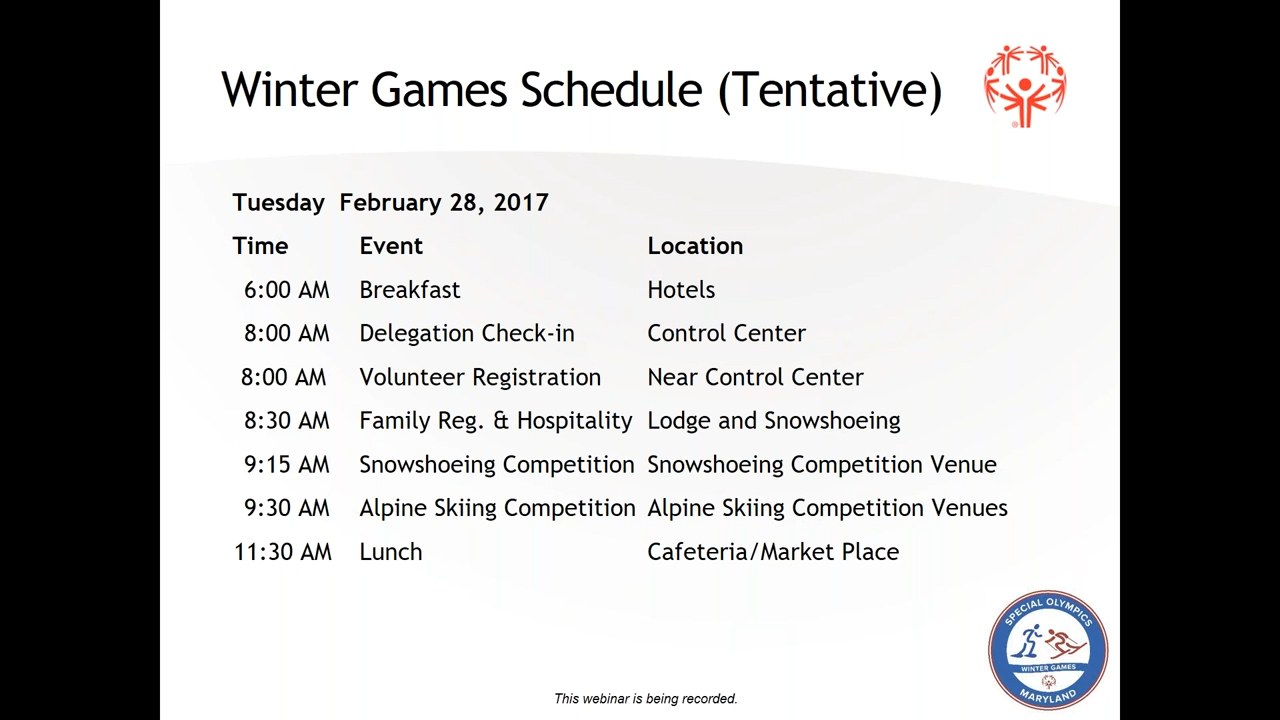 Winter Games Schedule (Tentative)
®
Tuesday February 28, 2017
Time Event Location
6:00 AM Breakfast Hotels
8:00 AM Delegation Check-in Control Center
8:00 AM Volunteer Registration Near Control Center
8:30 AM Family Reg. & Hospitality Lodge and Snowshoeing
9:15 AM Snowshoeing Competition Snowshoeing Competition Venue
9:30 AM Alpine Skiing Competition Alpine Skiing Competition Venues
11:30 AM Lunch Cafeteria/Market Place
SPECIAL OLYMPICS
WINTER GAMES
MARYLAND
This webinar is being recorded.